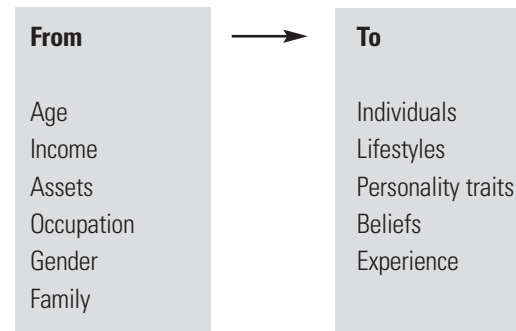 From
Age
Income
Assets
Occupation
Gender
Family
To
Individuals
Lifestyles
Personality traits
Beliefs
Experience